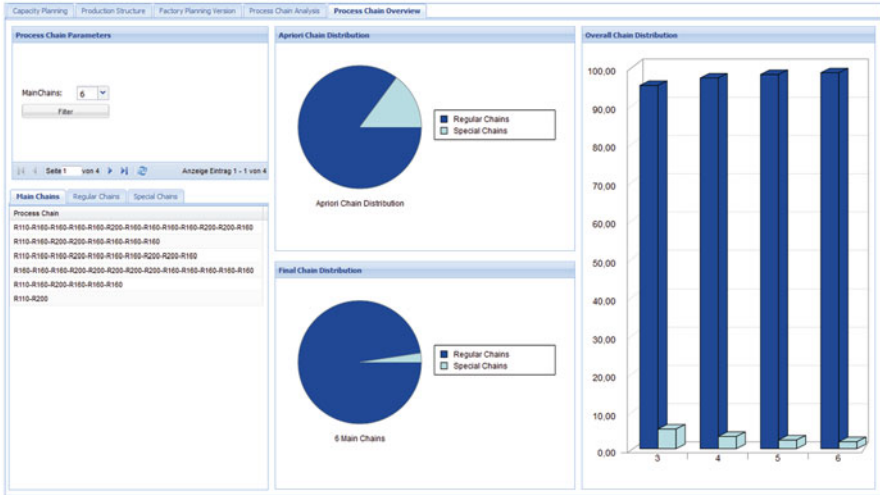 Capacity Planning Production Structure Factory Planning Version Process Chain Analysis Process Chain Overview
Process Chain Parameters
MainChains: 6
Filter
Seite 1 von 4 Anzeige Eintrag 1 - 1 von 4
Main Chains Regular Chains Special Chains
Process Chain
R110-R160-R160-R160-R160-R200-R160-R160-R160-R160-R200-R200-R160
R110-R160-R200-R200-R160-R160-R160-R160
R110-R160-R160-R160-R160-R160-R200-R200-R160
R160-R160-R160-R200-R200-R200-R200-R200-R160-R160-R160-R160-R160
R110-R160-R200-R160-R160-R160
R110-R200
Apriori Chain Distribution
Regular Chains
Special Chains
Apriori Chain Distribution
Final Chain Distribution
Regular Chains
Special Chains
6 Main Chains
Overall Chain Distribution
100,00
90,00
80,00
70,00
60,00
50,00
40,00
30,00
20,00
10,00
0,00
3 4 5 6